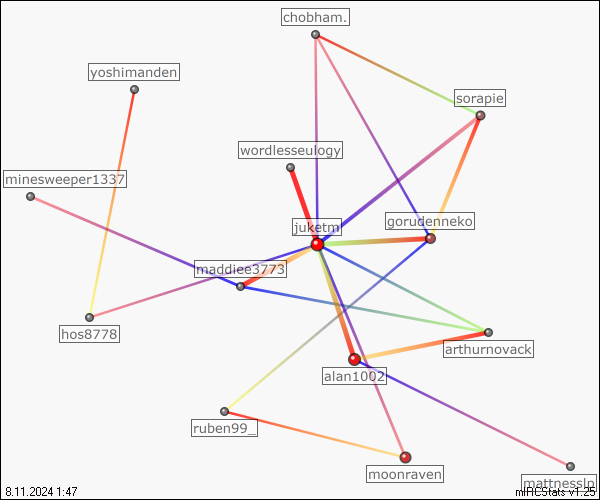 chobham.
yoshimanden
sorapie
wordlesseulogy
minesweeper1337
juketm
gorudenneko
maddiee3773
hos8778
arthurnovack
alan1002
ruben99_
moonraven
mattnesslp
8.11.2024 1:47
mIRCStats v1.25